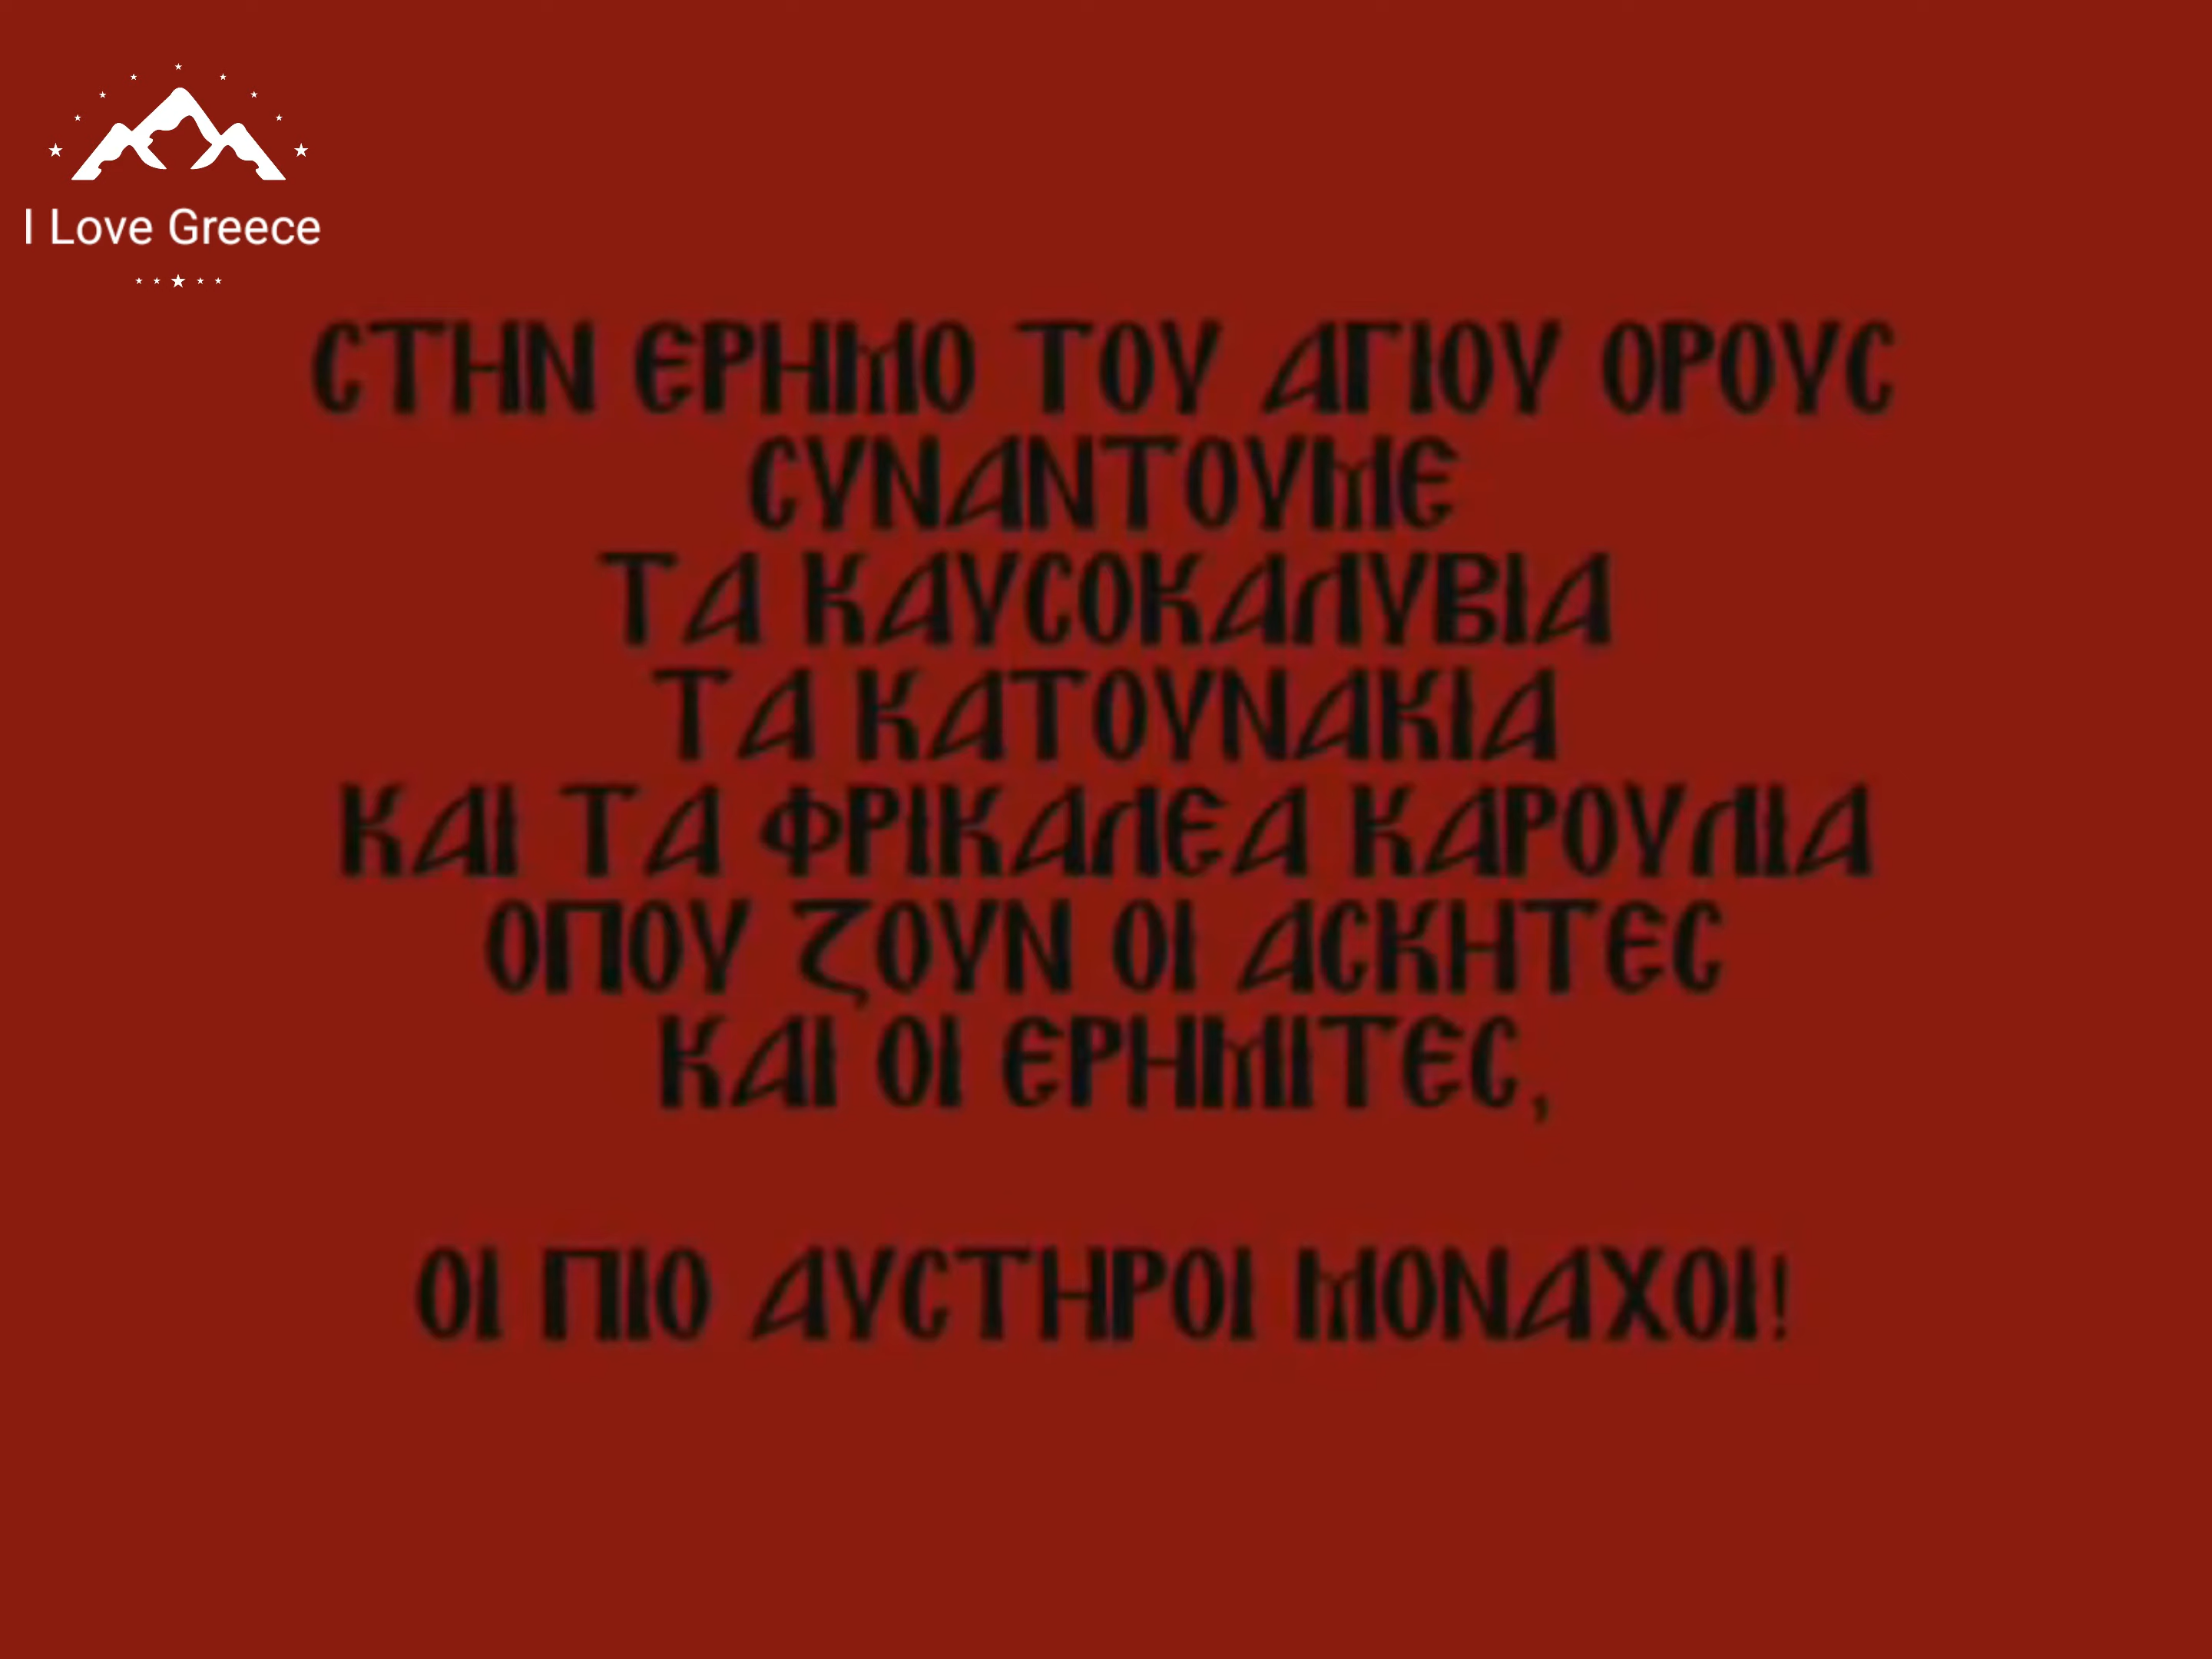 I Love Greece
ΣΤΗΝ ΕΡΗΜΟ ΤΟΥ ΑΓΙΟΥ ΟΡΟΥΣ
ΣΥΝΑΝΤΟΥΜΕ
ΤΑ ΚΑΥΣΟΚΑΛΥΒΙΑ
ΤΑ ΚΑΤΟΥΝΑΚΙΑ
ΚΑΙ ΤΑ ΦΡΙΚΑΛΕΑ ΚΑΡΟΥΛΙΑ
ΟΠΟΥ ΖΟΥΝ ΟΙ ΑΣΚΗΤΕΣ
ΚΑΙ ΟΙ ΕΡΗΜΙΤΕΣ,
ΟΙ ΠΙΟ ΑΥΣΤΗΡΟΙ ΜΟΝΑΧΟΙ!